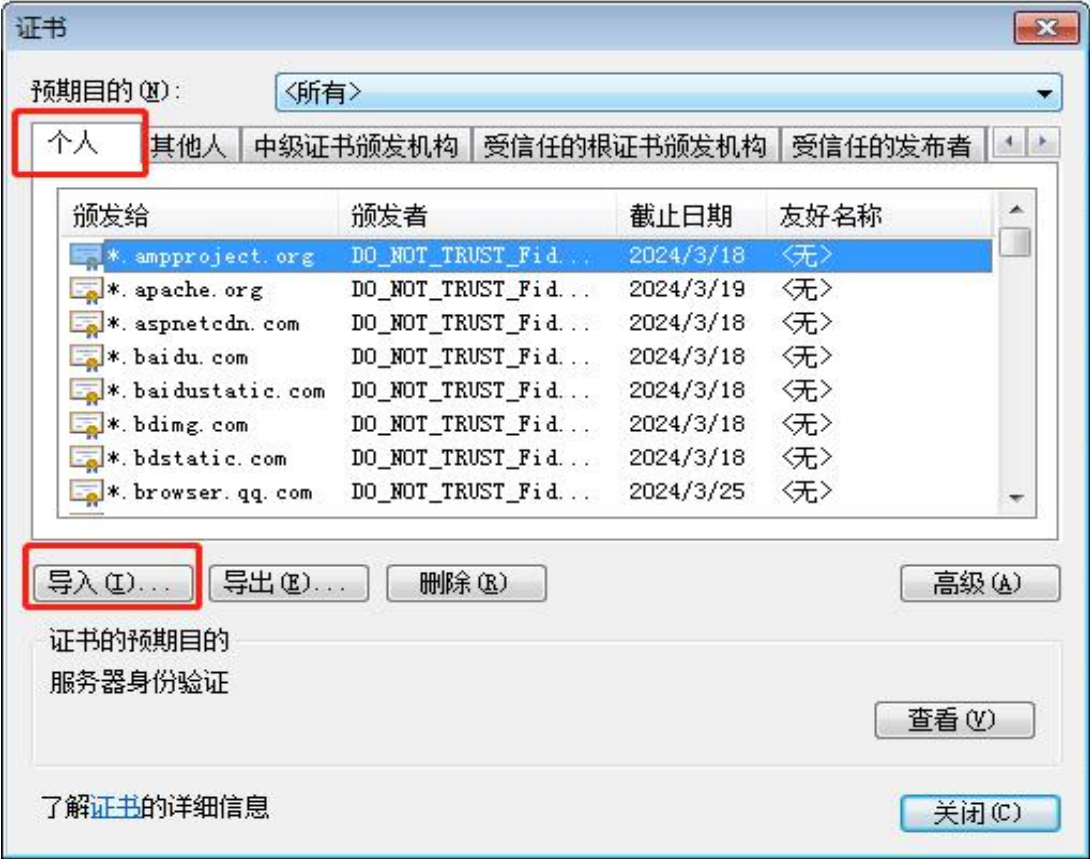 证书
预期目的(N): <所有>
个人 其他人 中级证书颁发机构 受信任的根证书颁发机构 受信任的发布者
颁发给 颁发者 截止日期 友好名称
*.ampproject.org DO_NOT_TRUST_Fid... 2024/3/18 <无>
*.apache.org DO_NOT_TRUST_Fid... 2024/3/19 <无>
*.aspnetcdn.com DO_NOT_TRUST_Fid... 2024/3/18 <无>
*.baidu.com DO_NOT_TRUST_Fid... 2024/3/18 <无>
*.baidustatic.com DO_NOT_TRUST_Fid... 2024/3/18 <无>
*.bdimg.com DO_NOT_TRUST_Fid... 2024/3/18 <无>
*.bdstatic.com DO_NOT_TRUST_Fid... 2024/3/18 <无>
*.browser.qq.com DO_NOT_TRUST_Fid... 2024/3/25 <无>
导入(I)... 导出(E)... 删除(R) 高级(A)
证书的预期目的
服务器身份验证
查看(V)
了解证书的详细信息
关闭(C)